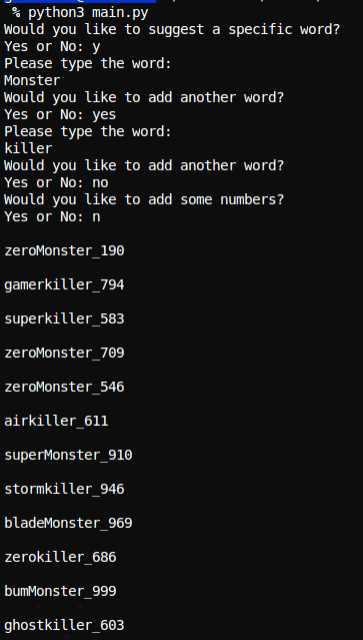 % python3 main.py
Would you like to suggest a specific word?
Yes or No: y
Please type the word:
Monster
Would you like to add another word?
Yes or No: yes
Please type the word:
killer
Would you like to add another word?
Yes or No: no
Would you like to add some numbers?
Yes or No: n
zeroMonster_190
gamerkiller_794
superkiller_583
zeroMonster_709
zeroMonster_546
airkiller_611
superMonster_910
stormkiller_946
bladeMonster_969
zerokiller_686
bumMonster_999
ghostkiller_603